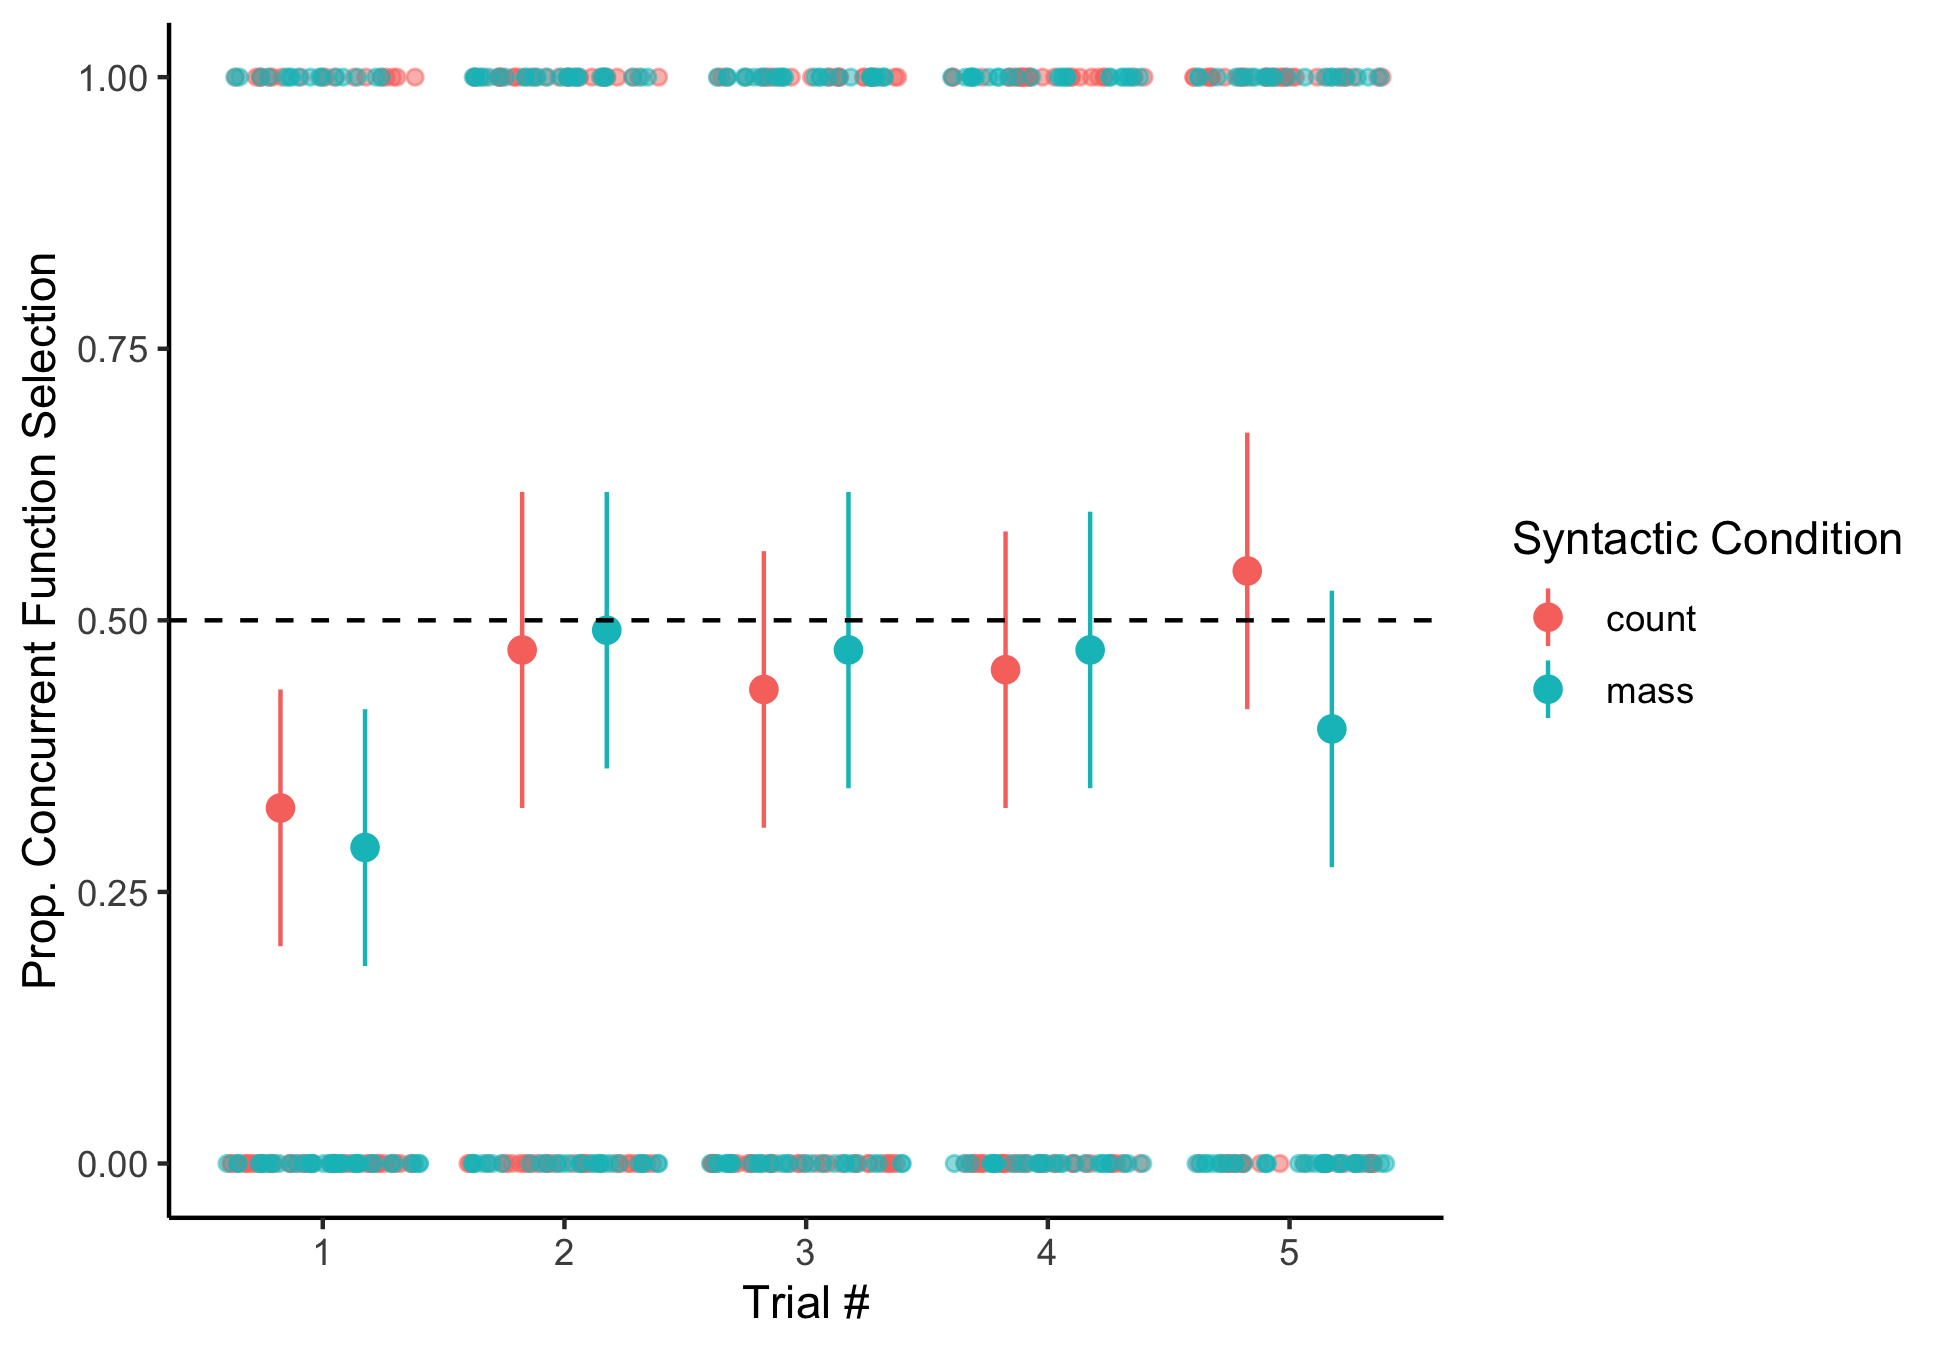 Prop. Concurrent Function Selection
1.00
0.75
0.50
0.25
0.00
1
2
3
4
5
Trial #
Syntactic Condition
count
mass